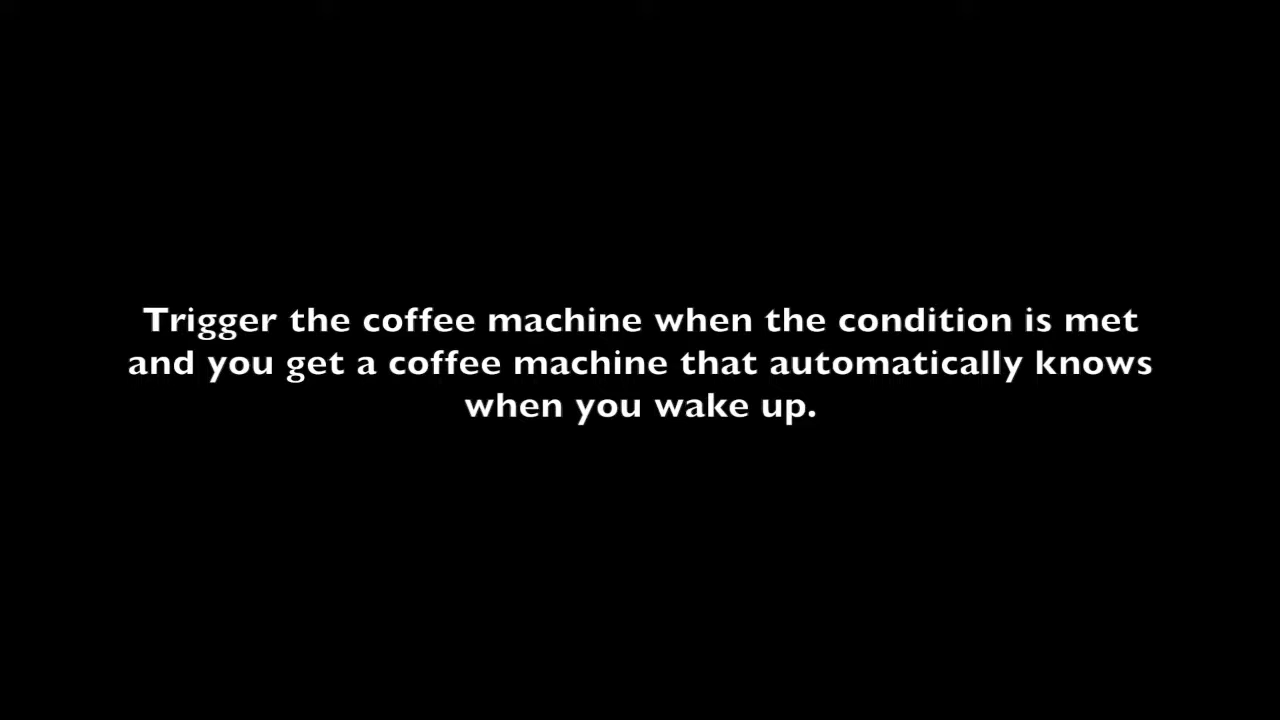 Trigger the coffee machine when the condition is met
and you get a coffee machine that automatically knows
when you wake up.